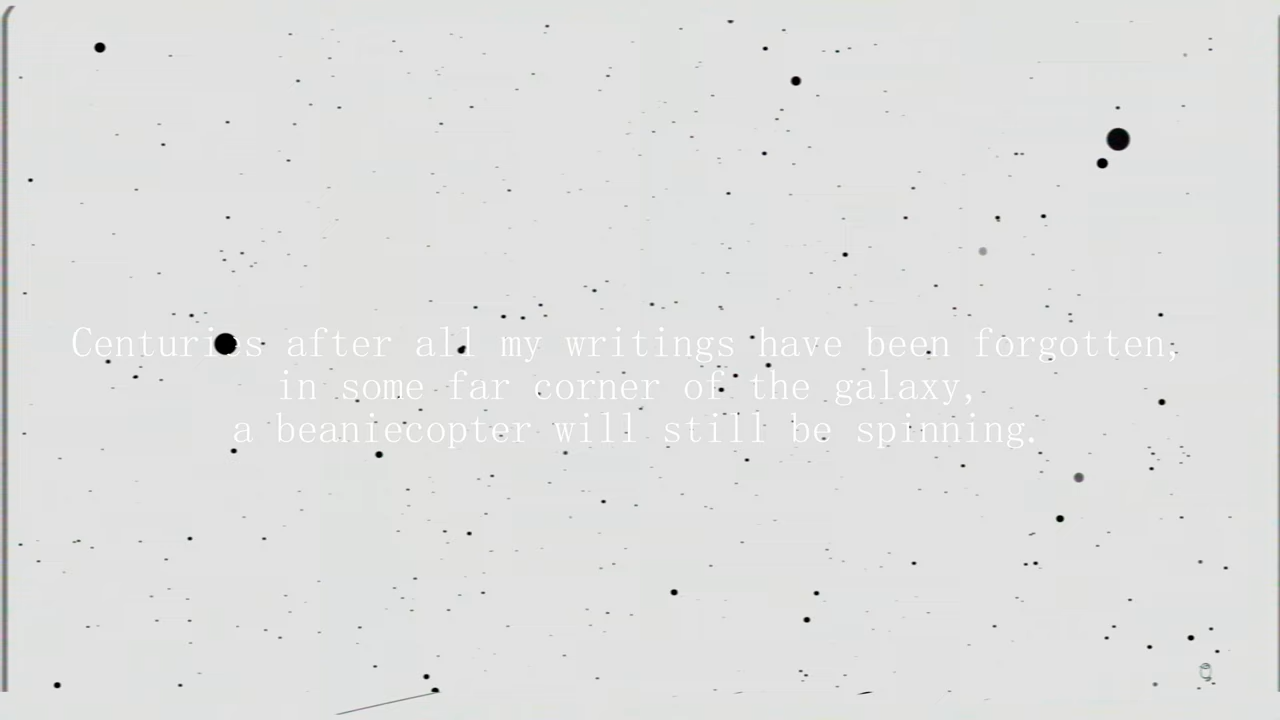 Centuries after all my writings have been forgotten,
in some far corner of the galaxy,
a beaniecopter will still be spinning.